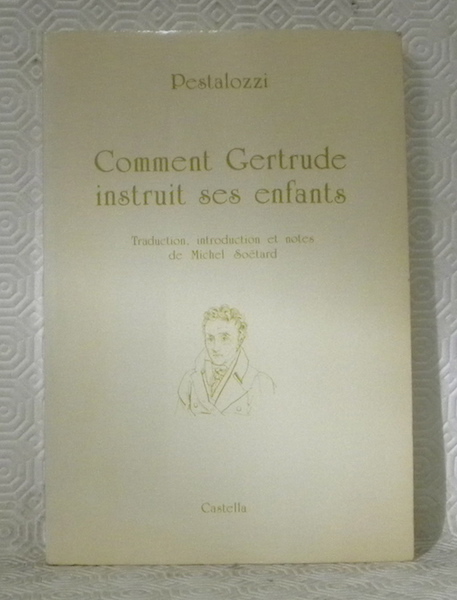 Pestalozzi
Comment Gertrude
instruit ses enfants
Traduction, introduction et notes
de Michel Soëtard
Castella